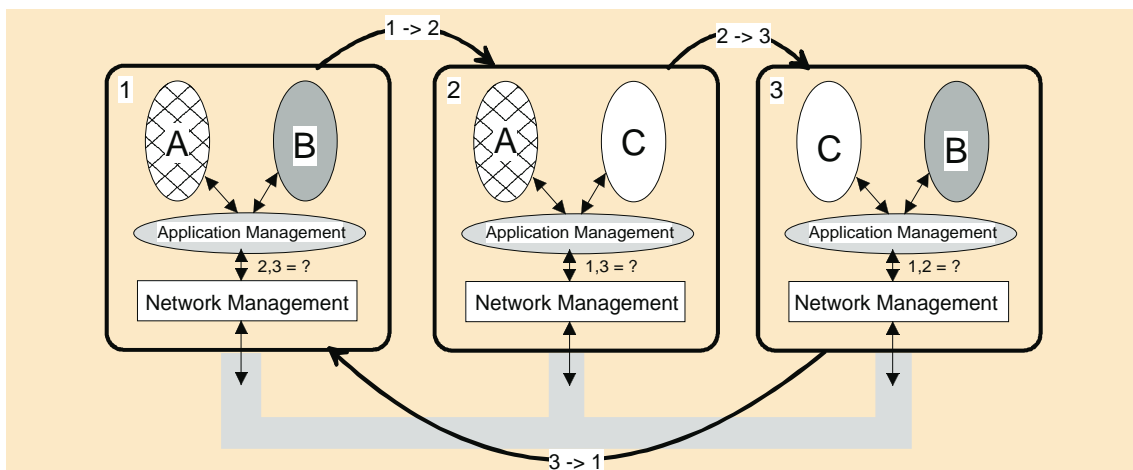 1 -> 2
2 -> 3
1
A
B
Application Management
2,3 = ?
Network Management
2
A
C
Application Management
1,3 = ?
Network Management
3
C
B
Application Management
1,2 = ?
Network Management
3 -> 1